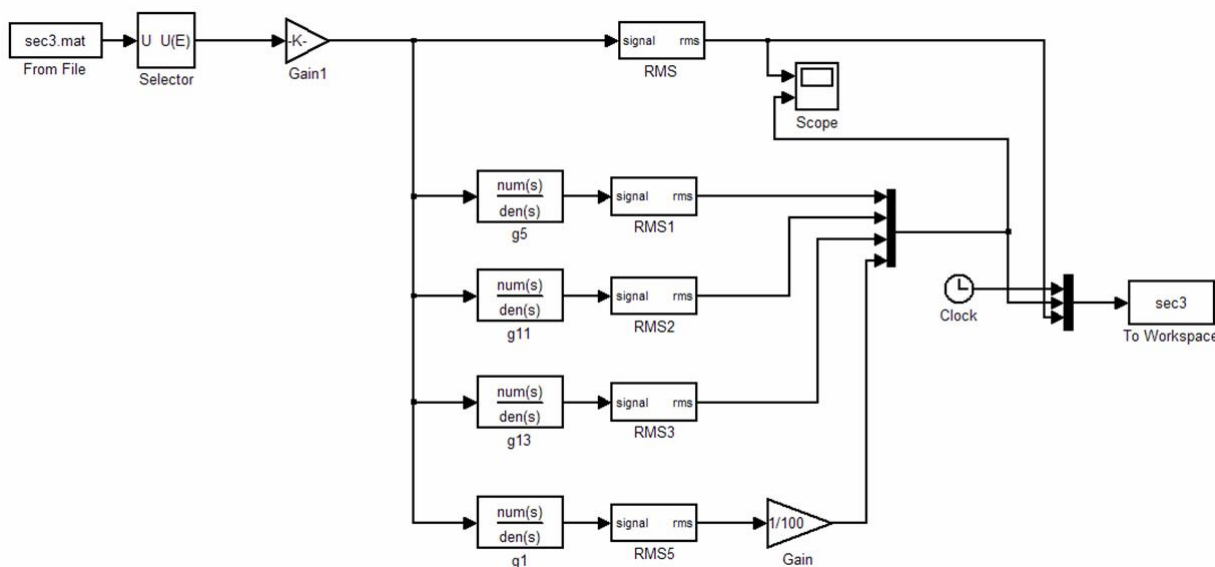 sec3.mat
From File
U U(E)
Selector
-K-
Gain1
signal rms
RMS
Scope
num(s)
den(s)
g5
signal rms
RMS1
num(s)
den(s)
g11
signal rms
RMS2
Clock
sec3
To Workspace
num(s)
den(s)
g13
signal rms
RMS3
num(s)
den(s)
g1
signal rms
RMS5
1/100
Gain